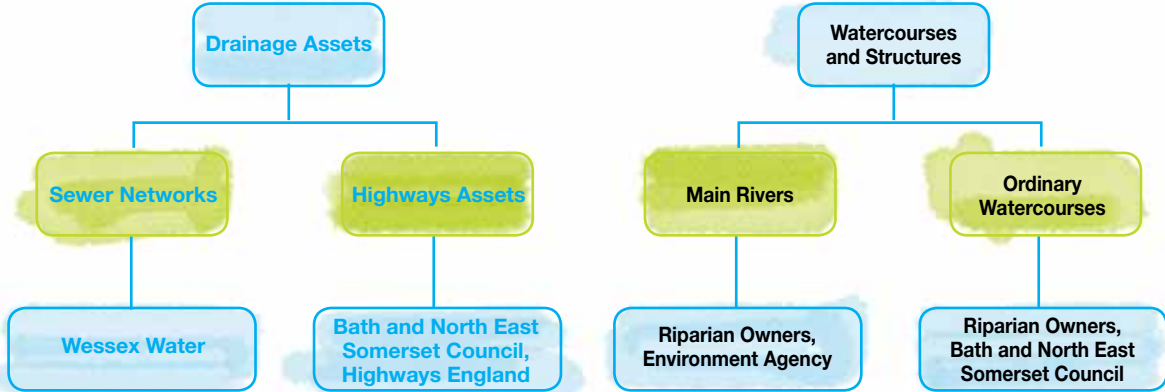 Drainage Assets
Watercourses
and Structures
Sewer Networks
Highways Assets
Main Rivers
Ordinary
Watercourses
Wessex Water
Bath and North East
Somerset Council,
Highways England
Riparian Owners,
Environment Agency
Riparian Owners,
Bath and North East
Somerset Council